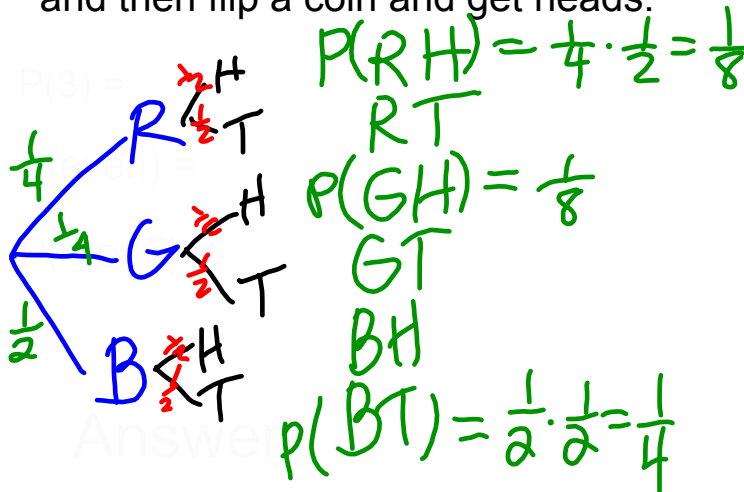 and then flip a coin and get heads.
P(3) =
P(RH) = 1/4 · 1/2 = 1/8
1/2 H
R
1/2 T
RT
1/4
P(GH) = 1/8
1/2 H
1/4 G
1/2 T
GT
1/2
BH
1/2 H
B
1/2 T
P(BT) = 1/2 · 1/2 = 1/4
Answer